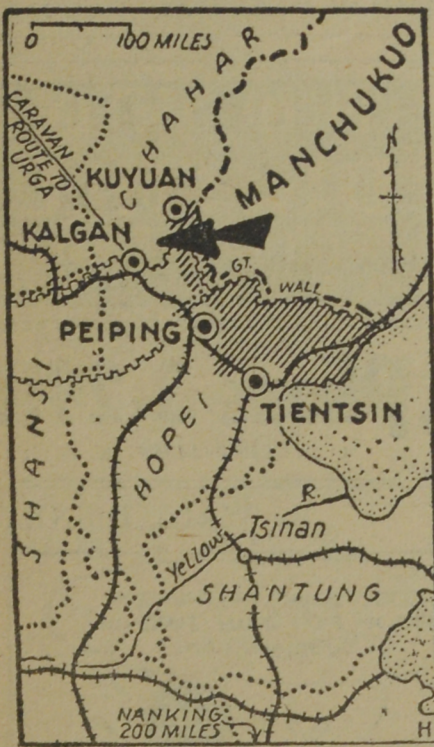 0 100 MILES
CHAHAR
MANCHUKUO
CARAVAN
ROUTE TO
URGA
KUYUAN
N
KALGAN
GT.
WALL
PEIPING
TIENTSIN
HOPEI
SHANSI
R.
Tsinan
Yellow
SHANTUNG
NANKING
200 MILES
H